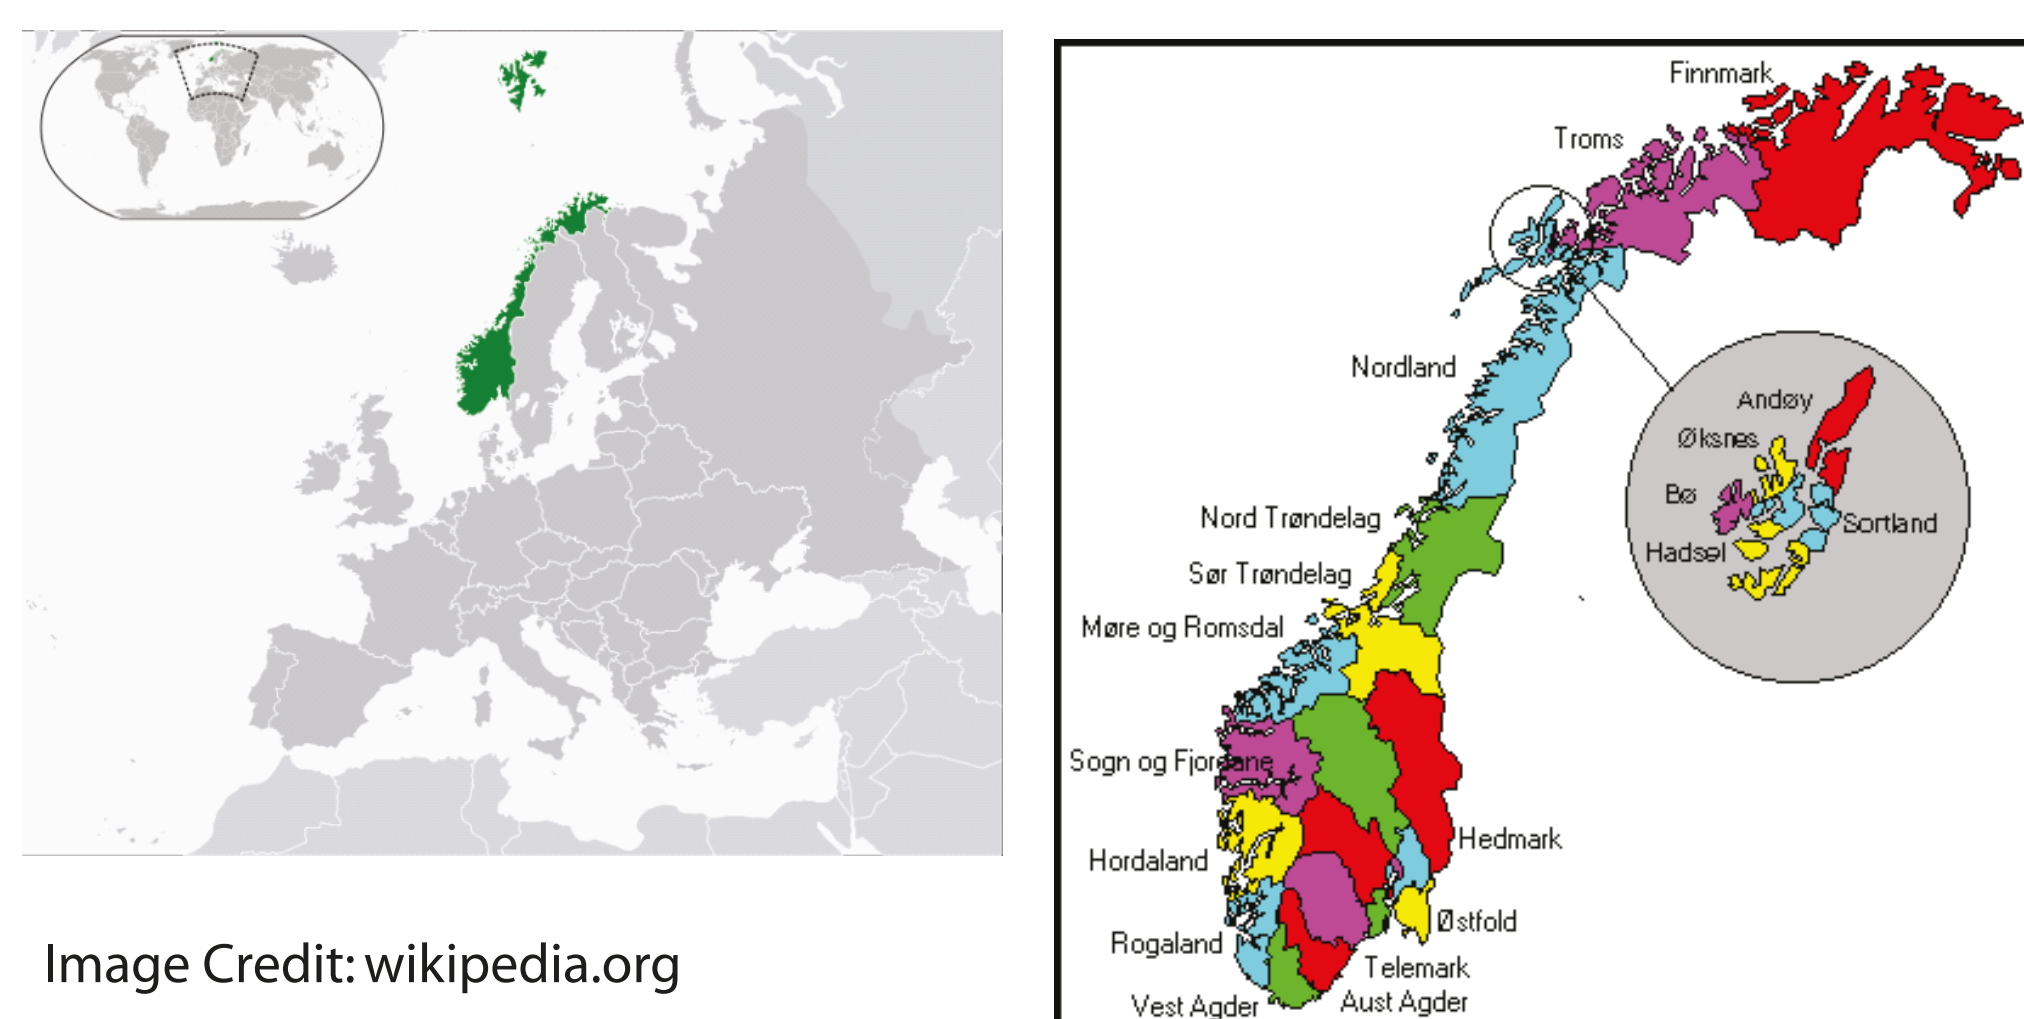 Image Credit: wikipedia.org
Finnmark
Troms
Nordland
Andøy
Øksnes
Bø
Sortland
Hadsel
Nord Trøndelag
Sør Trøndelag
Møre og Romsdal
Sogn og Fjordane
Hedmark
Hordaland
Østfold
Rogaland
Telemark
Vest Agder
Aust Agder